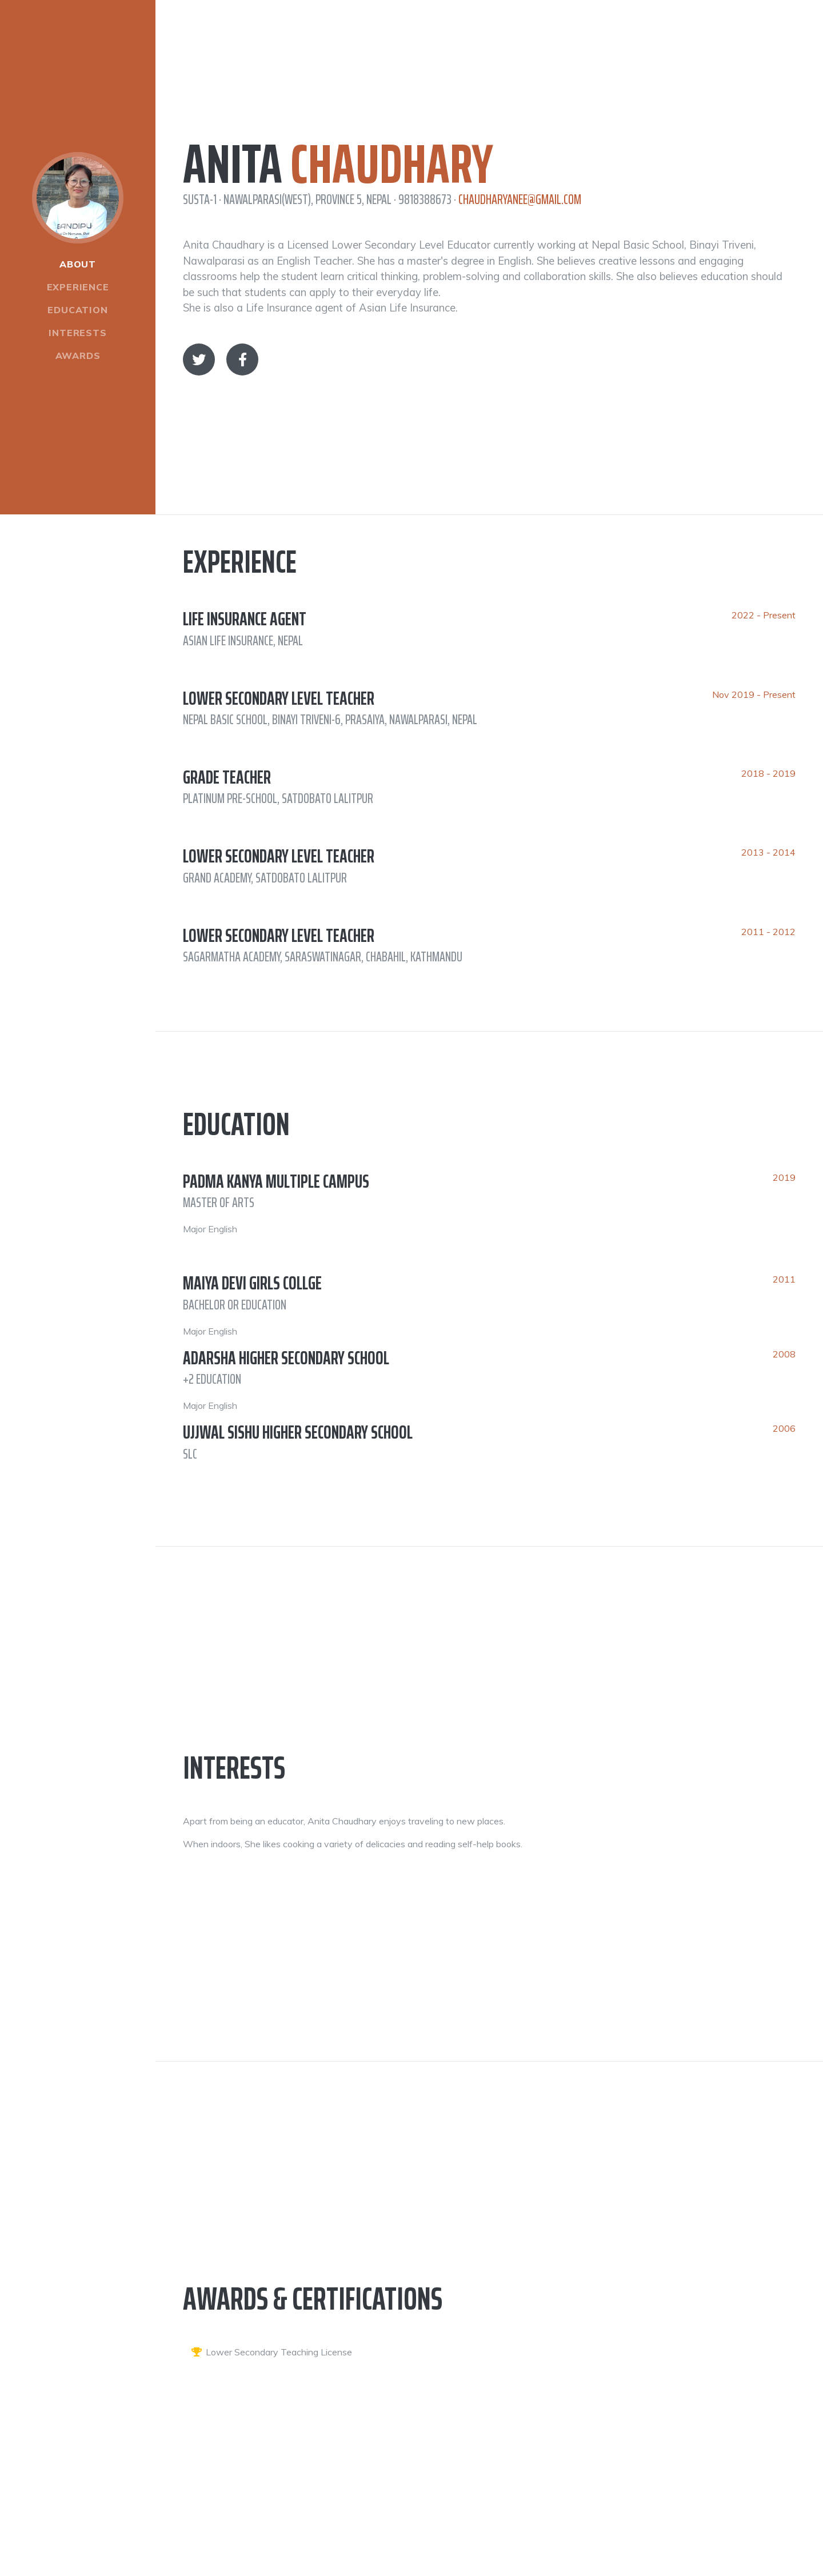 ABOUT
EXPERIENCE
EDUCATION
INTERESTS
AWARDS
ANITA CHAUDHARY
SUSTA-1 · NAWALPARASI(WEST), PROVINCE 5, NEPAL · 9818388673 · CHAUDHARYANEE@GMAIL.COM
Anita Chaudhary is a Licensed Lower Secondary Level Educator currently working at Nepal Basic School, Binayi Triveni,
Nawalparasi as an English Teacher. She has a master's degree in English. She believes creative lessons and engaging
classrooms help the student learn critical thinking, problem-solving and collaboration skills. She also believes education should
be such that students can apply to their everyday life.
She is also a Life Insurance agent of Asian Life Insurance.
EXPERIENCE
LIFE INSURANCE AGENT
2022 - Present
ASIAN LIFE INSURANCE, NEPAL
LOWER SECONDARY LEVEL TEACHER
Nov 2019 - Present
NEPAL BASIC SCHOOL, BINAYI TRIVENI-6, PRASAIYA, NAWALPARASI, NEPAL
GRADE TEACHER
2018 - 2019
PLATINUM PRE-SCHOOL, SATDOBATO LALITPUR
LOWER SECONDARY LEVEL TEACHER
2013 - 2014
GRAND ACADEMY, SATDOBATO LALITPUR
LOWER SECONDARY LEVEL TEACHER
2011 - 2012
SAGARMATHA ACADEMY, SARASWATINAGAR, CHABAHIL, KATHMANDU
EDUCATION
PADMA KANYA MULTIPLE CAMPUS
2019
MASTER OF ARTS
Major English
MAIYA DEVI GIRLS COLLGE
2011
BACHELOR OR EDUCATION
Major English
ADARSHA HIGHER SECONDARY SCHOOL
2008
+2 EDUCATION
Major English
UJJWAL SISHU HIGHER SECONDARY SCHOOL
2006
SLC
INTERESTS
Apart from being an educator, Anita Chaudhary enjoys traveling to new places.
When indoors, She likes cooking a variety of delicacies and reading self-help books.
AWARDS & CERTIFICATIONS
Lower Secondary Teaching License